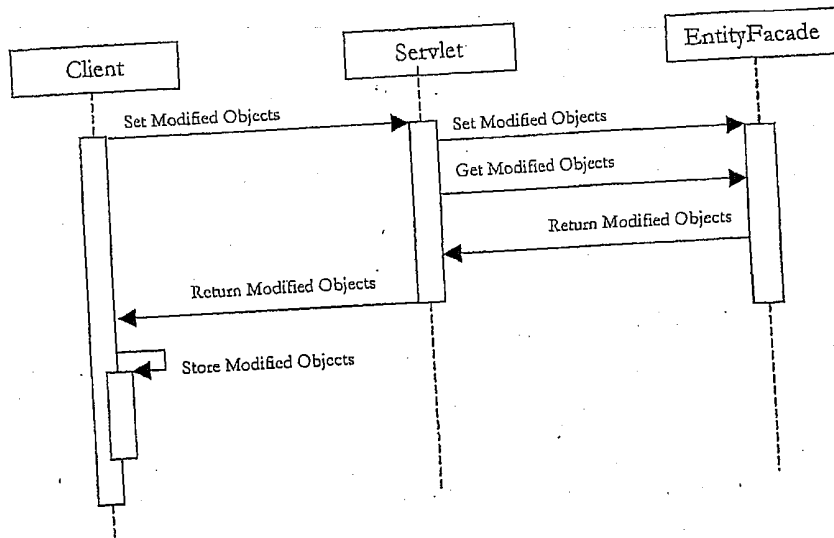 Client
Servlet
EntityFacade
Set Modified Objects
Set Modified Objects
Get Modified Objects
Return Modified Objects
Return Modified Objects
Store Modified Objects